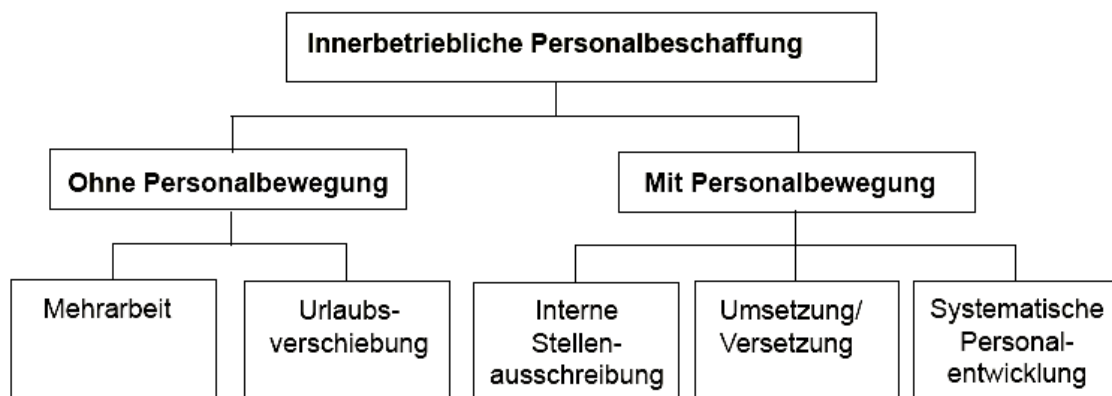 Innerbetriebliche Personalbeschaffung
Ohne Personalbewegung
Mit Personalbewegung
Mehrarbeit
Urlaubs-
verschiebung
Interne
Stellen-
ausschreibung
Umsetzung/
Versetzung
Systematische
Personal-
entwicklung